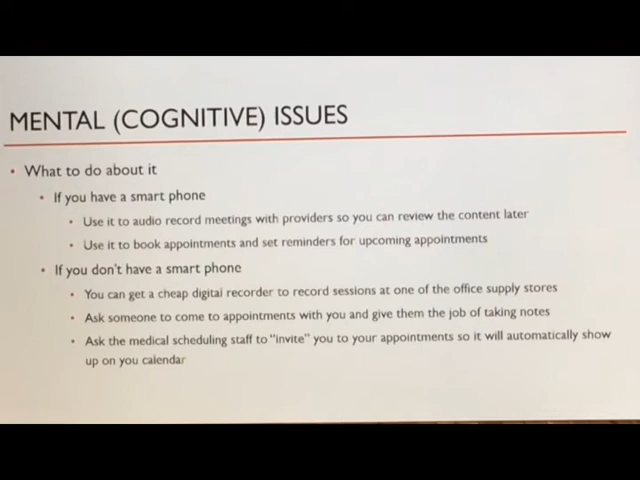 MENTAL (COGNITIVE) ISSUES
• What to do about it
• If you have a smart phone
• Use it to audio record meetings with providers so you can review the content later
• Use it to book appointments and set reminders for upcoming appointments
• If you don't have a smart phone
• You can get a cheap digital recorder to record sessions at one of the office supply stores
• Ask someone to come to appointments with you and give them the job of taking notes
• Ask the medical scheduling staff to "invite" you to your appointments so it will automatically show
up on you calendar